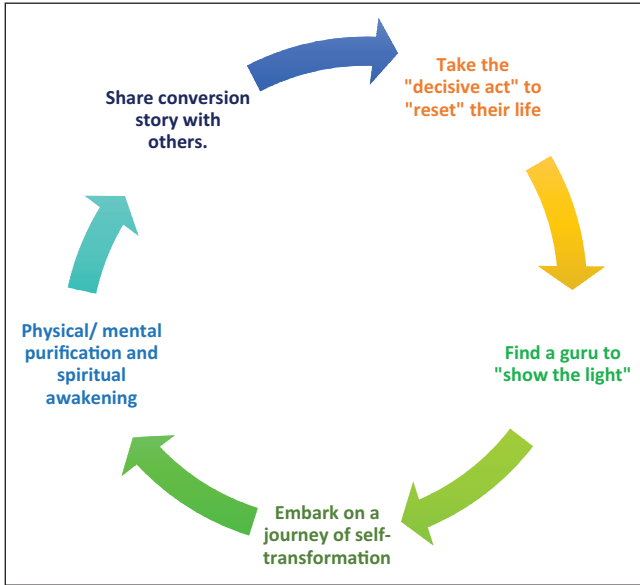 Take the
"decisive act" to
"reset" their life
Find a guru to
"show the light"
Embark on a
journey of self-
transformation
Physical/ mental
purification and
spiritual
awakening
Share conversion
story with
others.